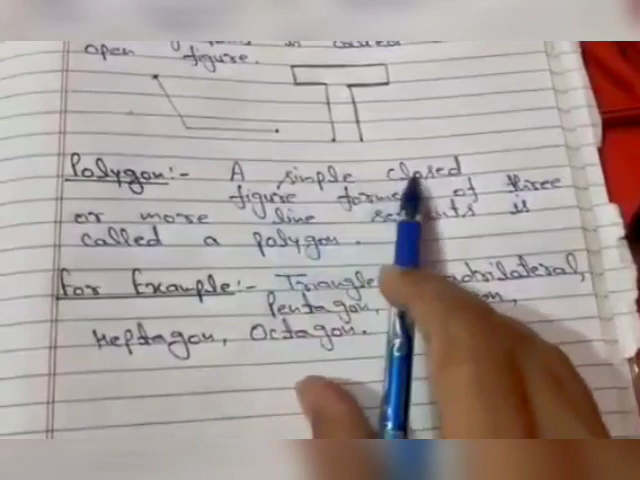 open figure.
Polygon:- A simple closed
figure formed of three
or more line segments is
called a polygon.
For Example:- Triangle, Quadrilateral,
Pentagon,
Heptagon, Octagon.